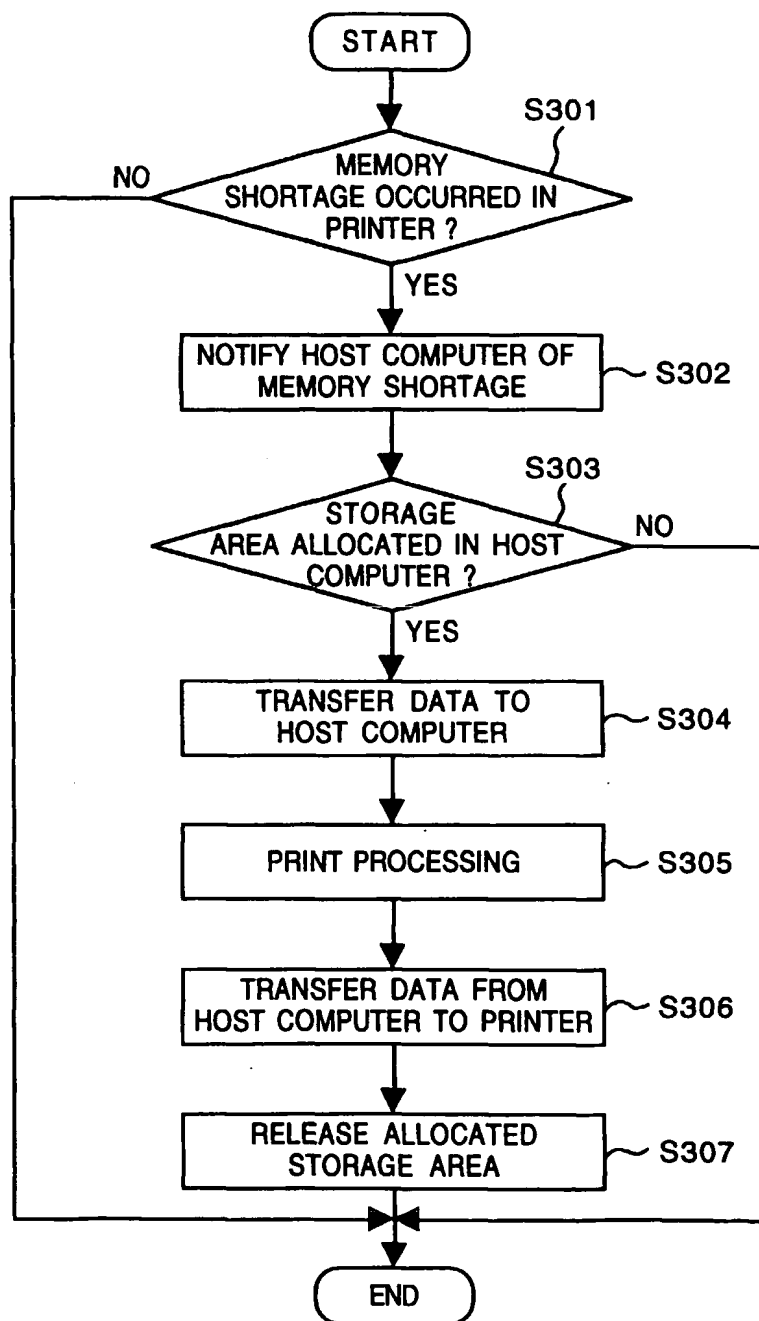 START
S301
MEMORY
SHORTAGE OCCURRED IN
PRINTER ?
NO
YES
NOTIFY HOST COMPUTER OF
MEMORY SHORTAGE
S302
S303
STORAGE
AREA ALLOCATED IN HOST
COMPUTER ?
NO
YES
TRANSFER DATA TO
HOST COMPUTER
S304
PRINT PROCESSING
S305
TRANSFER DATA FROM
HOST COMPUTER TO PRINTER
S306
RELEASE ALLOCATED
STORAGE AREA
S307
END